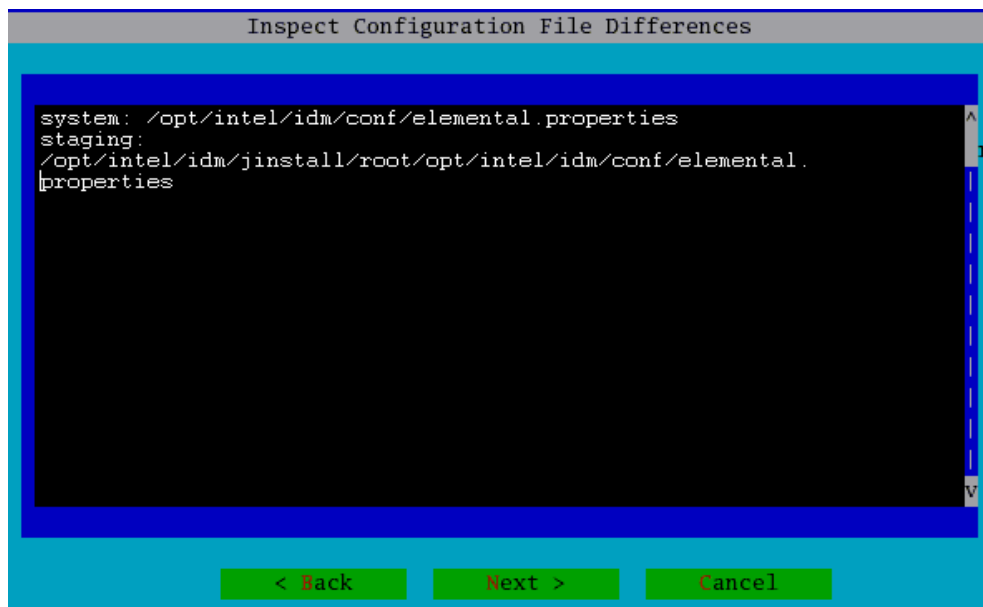 Inspect Configuration File Differences
system: /opt/intel/idm/conf/elemental.properties
staging:
/opt/intel/idm/jinstall/root/opt/intel/idm/conf/elemental.
properties
< Back Next > Cancel